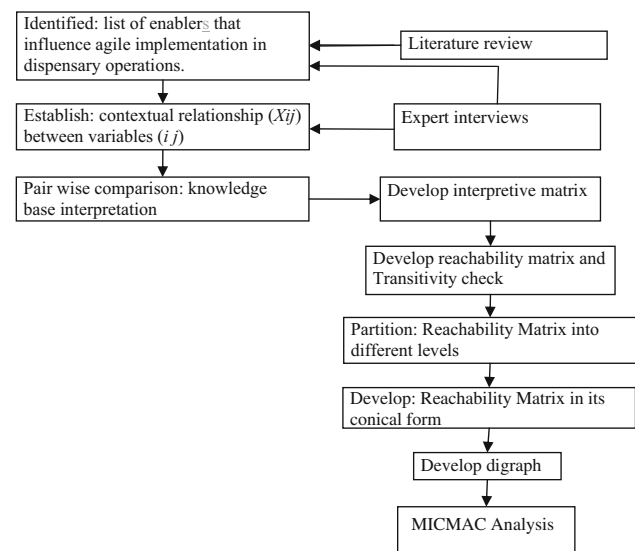 Identified: list of enablers that
influence agile implementation in
dispensary operations.
Literature review
Establish: contextual relationship (Xij)
between variables (i j)
Expert interviews
Pair wise comparison: knowledge
base interpretation
Develop interpretive matrix
Develop reachability matrix and
Transitivity check
Partition: Reachability Matrix into
different levels
Develop: Reachability Matrix in its
conical form
Develop digraph
MICMAC Analysis